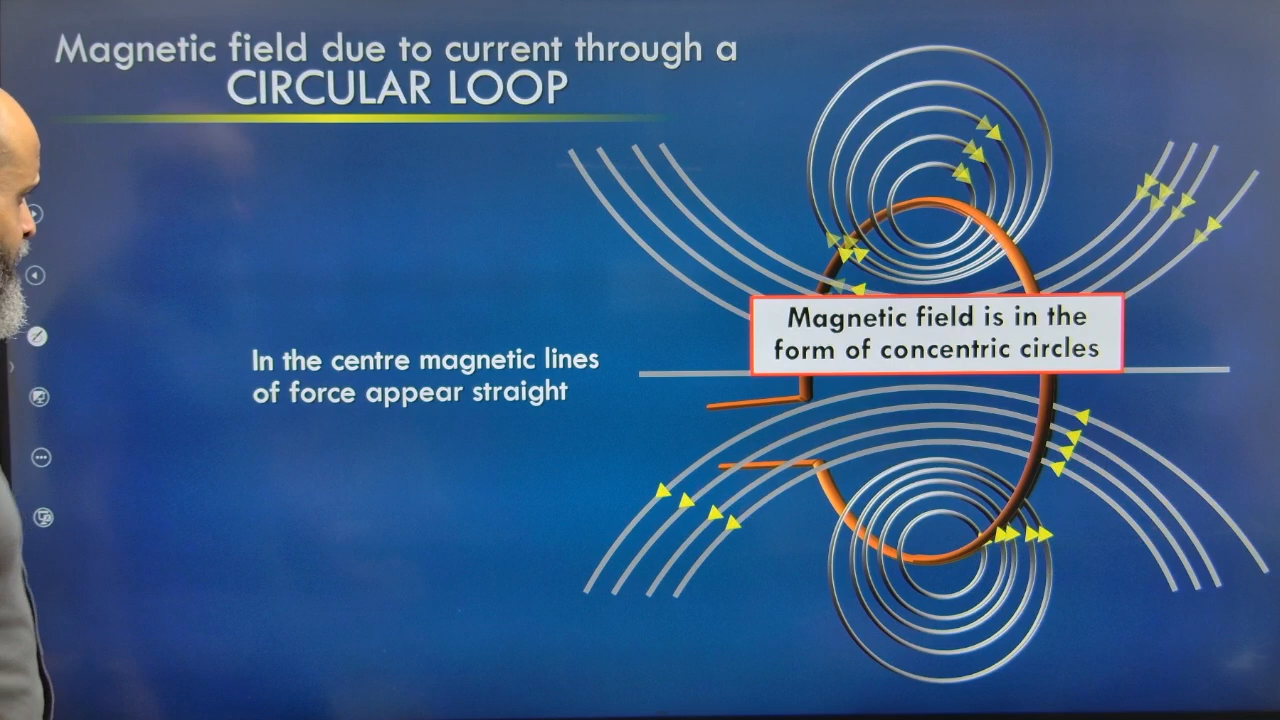 Magnetic field due to current through a
CIRCULAR LOOP
Magnetic field is in the
form of concentric circles
In the centre magnetic lines
of force appear straight